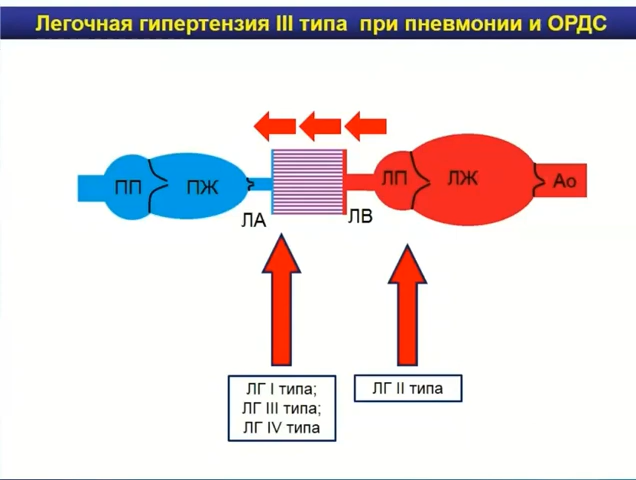 Легочная гипертензия III типа при пневмонии и ОРДС
ПП
ПЖ
ЛА
ЛВ
ЛП
ЛЖ
Ао
ЛГ I типа;
ЛГ III типа;
ЛГ IV типа
ЛГ II типа